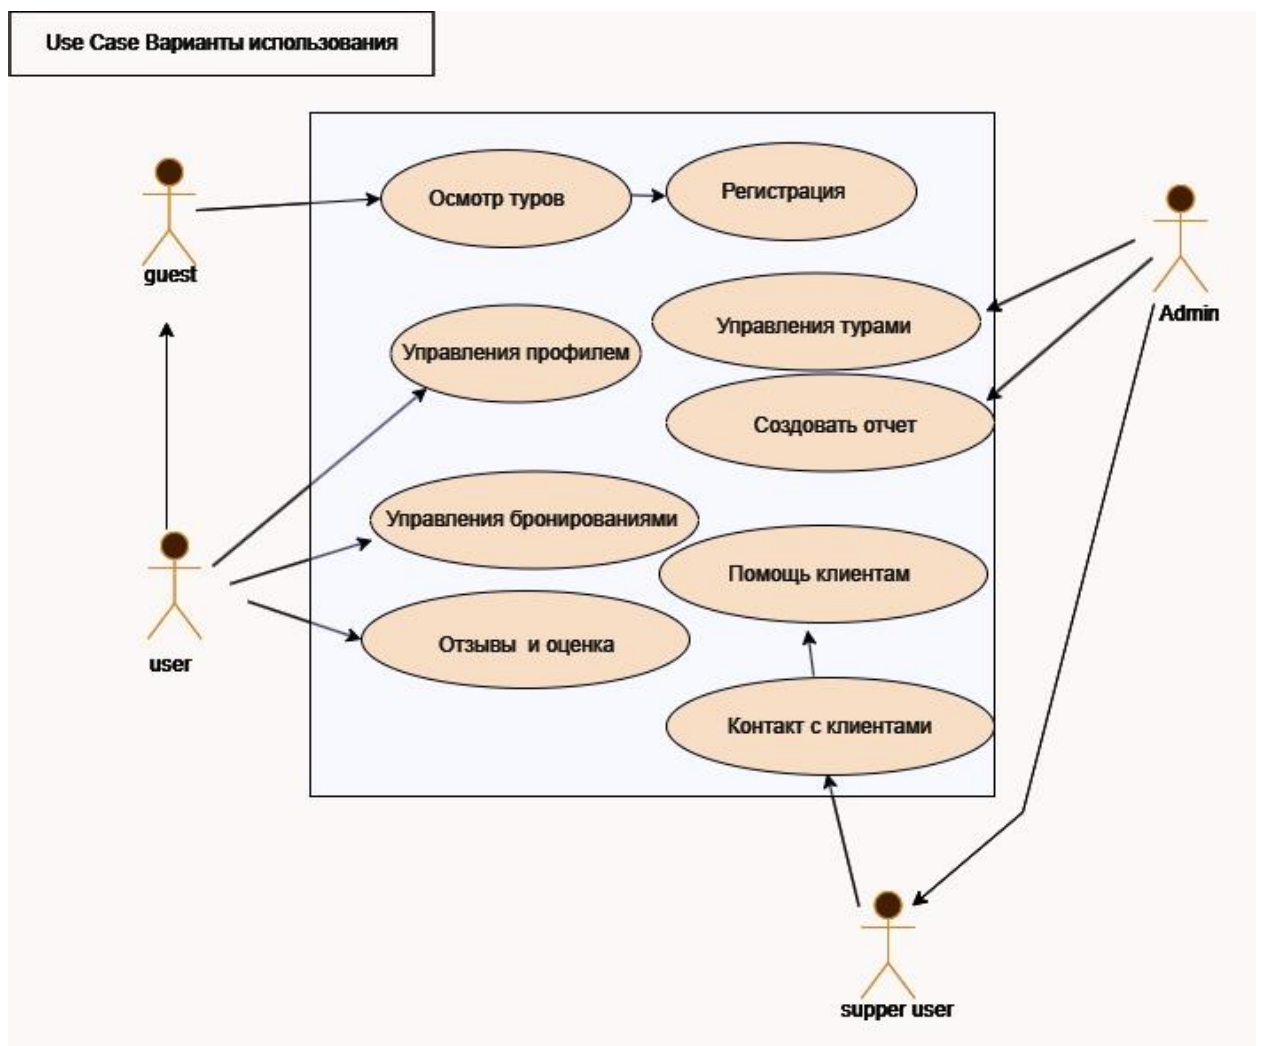 Use Case Варианты использования
Осмотр туров
Регистрация
guest
Admin
Управления турами
Управления профилем
Создовать отчет
Управления бронированиями
Помощь клиентам
Отзывы и оценка
user
Контакт с клиентами
supper user